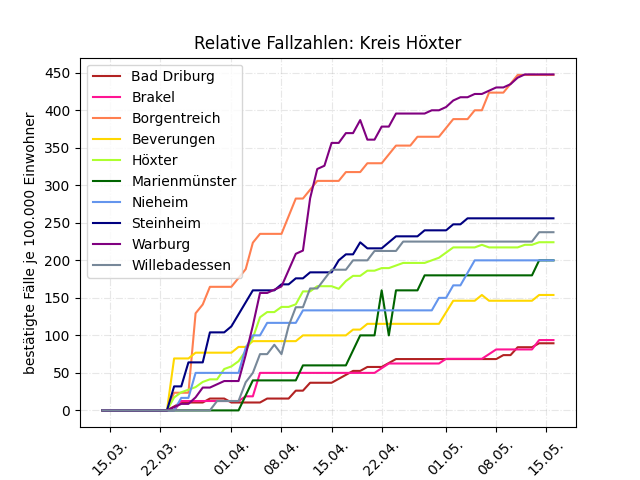 Relative Fallzahlen: Kreis Höxter
bestätigte Fälle je 100.000 Einwohner
450
400
350
300
250
200
150
100
50
0
Bad Driburg
Brakel
Borgentreich
Beverungen
Höxter
Marienmünster
Nieheim
Steinheim
Warburg
Willebadessen
15.03.
22.03.
01.04.
08.04.
15.04.
22.04.
01.05.
08.05.
15.05.